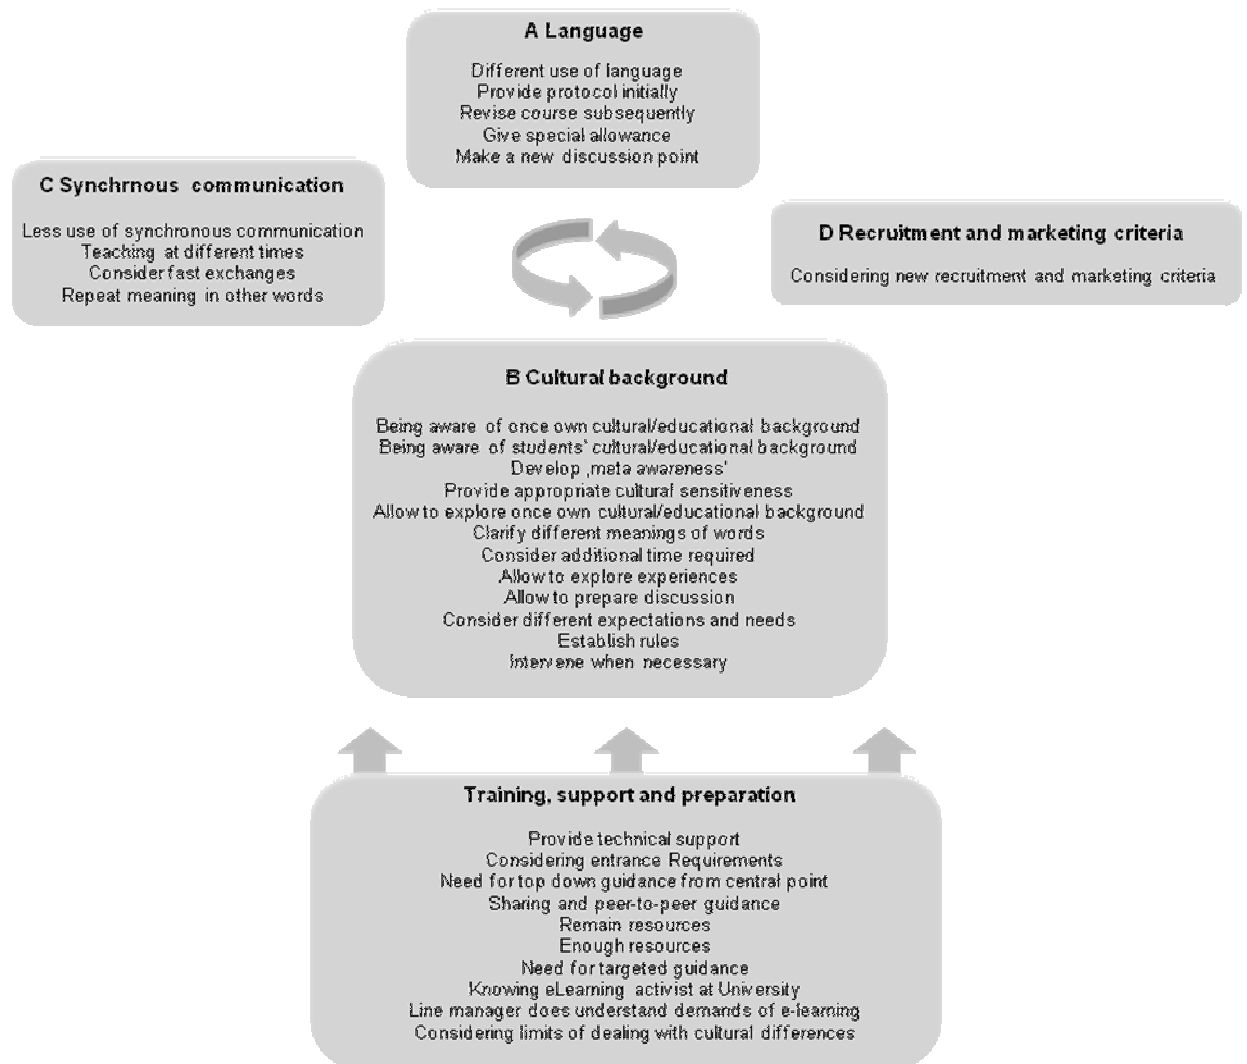 A Language
Different use of language
Provide protocol initially
Revise course subsequently
Give special allowance
Make a new discussion point
C Synchrnous communication
Less use of synchronous communication
Teaching at different times
Consider fast exchanges
Repeat meaning in other words
D Recruitment and marketing criteria
Considering new recruitment and marketing criteria
B Cultural background
Being aware of once own cultural/educational background
Being aware of students' cultural/educational background
Develop ‚meta awareness'
Provide appropriate cultural sensitiveness
Allow to explore once own cultural/educational background
Clarify different meanings of words
Consider additional time required
Allow to explore experiences
Allow to prepare discussion
Consider different expectations and needs
Establish rules
Intervene when necessary
Training, support and preparation
Provide technical support
Considering entrance Requirements
Need for top down guidance from central point
Sharing and peer-to-peer guidance
Remain resources
Enough resources
Need for targeted guidance
Knowing eLearning activist at University
Line manager does understand demands of e-learning
Considering limits of dealing with cultural differences